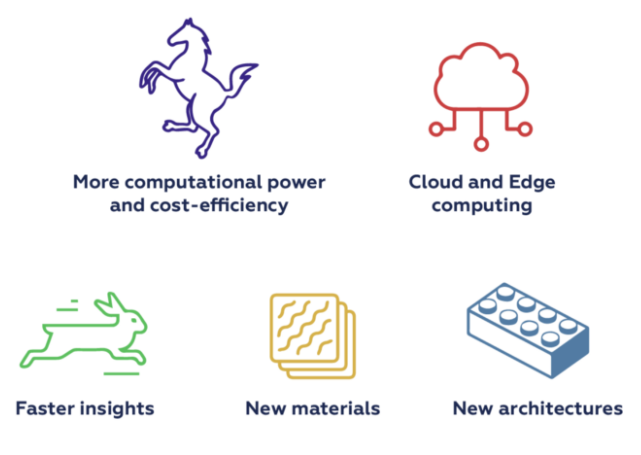 More computational power
and cost-efficiency
Cloud and Edge
computing
Faster insights
New materials
New architectures